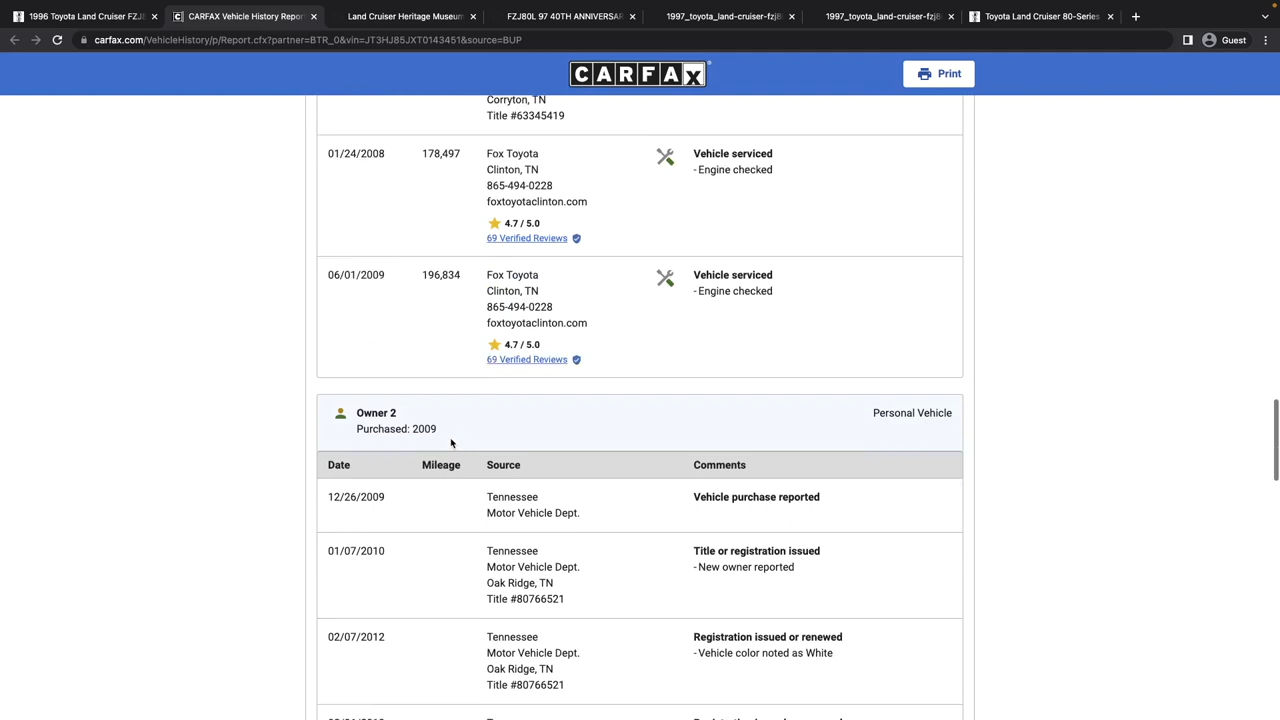 1996 Toyota Land Cruiser FZJ
CARFAX Vehicle History Repor
Land Cruiser Heritage Museum
FZJ80L 97 40TH ANNIVERSAR
1997_toyota_land-cruiser-fzj8
1997_toyota_land-cruiser-fzj8
Toyota Land Cruiser 80-Series
carfax.com/VehicleHistory/p/Report.cfx?partner=BTR_0&vin=JT3HJ85JXT0143451&source=BUP
Guest
CARFAX
Print
Corryton, TN
Title #63345419
01/24/2008
178,497
Fox Toyota
Clinton, TN
865-494-0228
foxtoyotaclinton.com
4.7 / 5.0
69 Verified Reviews
Vehicle serviced
- Engine checked
06/01/2009
196,834
Fox Toyota
Clinton, TN
865-494-0228
foxtoyotaclinton.com
4.7 / 5.0
69 Verified Reviews
Vehicle serviced
- Engine checked
Owner 2
Purchased: 2009
Personal Vehicle
Date
Mileage
Source
Comments
12/26/2009
Tennessee
Motor Vehicle Dept.
Vehicle purchase reported
01/07/2010
Tennessee
Motor Vehicle Dept.
Oak Ridge, TN
Title #80766521
Title or registration issued
- New owner reported
02/07/2012
Tennessee
Motor Vehicle Dept.
Oak Ridge, TN
Title #80766521
Registration issued or renewed
- Vehicle color noted as White